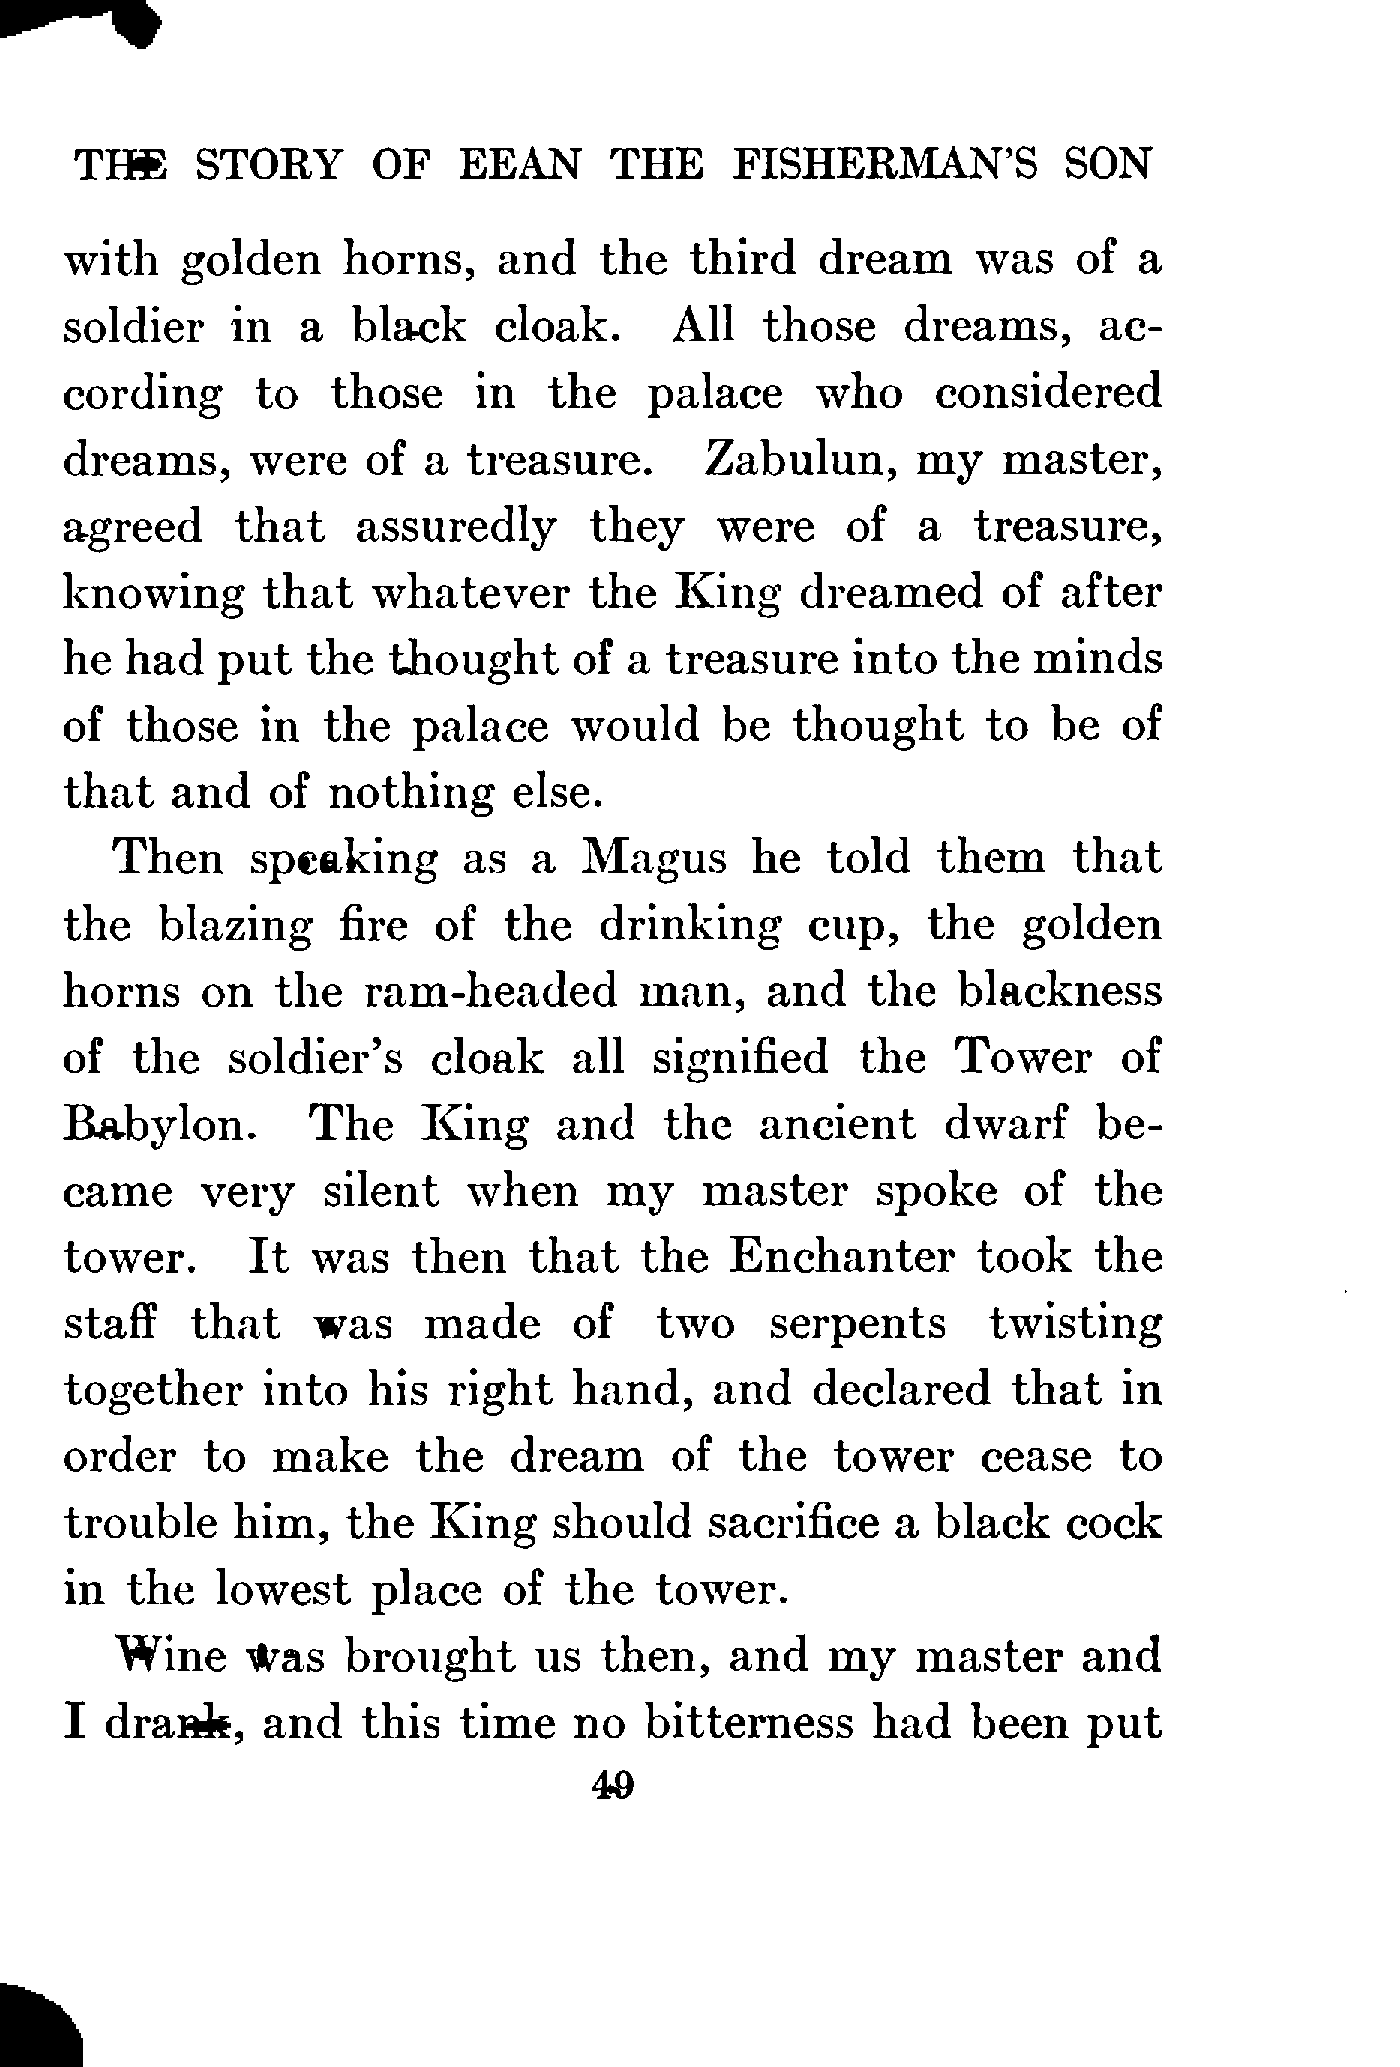 THE STORY OF EEAN THE FISHERMAN'S SON
with golden horns, and the third dream was of a
soldier in a black cloak. All those dreams, ac-
cording to those in the palace who considered
dreams, were of a treasure. Zabulun, my master,
agreed that assuredly they were of a treasure,
knowing that whatever the King dreamed of after
he had put the thought of a treasure into the minds
of those in the palace would be thought to be of
that and of nothing else.
Then speaking as a Magus he told them that
the blazing fire of the drinking cup, the golden
horns on the ram-headed man, and the blackness
of the soldier's cloak all signified the Tower of
Babylon. The King and the ancient dwarf be-
came very silent when my master spoke of the
tower. It was then that the Enchanter took the
staff that was made of two serpents twisting
together into his right hand, and declared that in
order to make the dream of the tower cease to
trouble him, the King should sacrifice a black cock
in the lowest place of the tower.
Wine was brought us then, and my master and
I drank, and this time no bitterness had been put
49